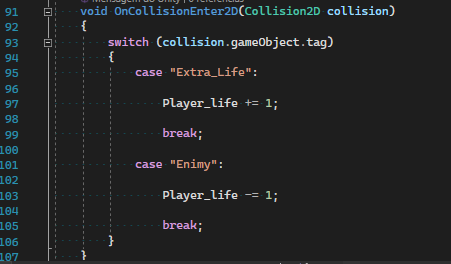 91 void OnCollisionEnter2D(Collision2D collision)
92 {
93 switch (collision.gameObject.tag)
94 {
95 case "Extra_Life":
96
97 Player_life += 1;
98
99 break;
100
101 case "Enimy":
102
103 Player_life -= 1;
104
105 break;
106 }
107 }